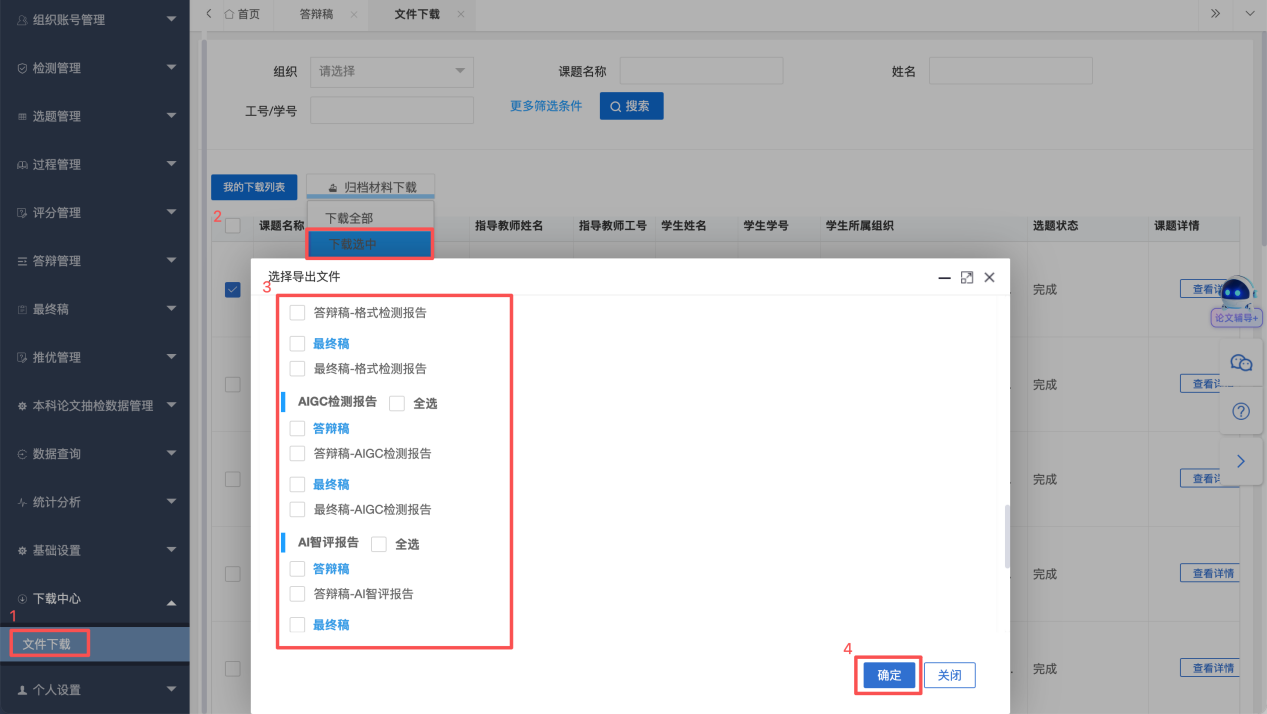 组织账号管理
检测管理
选题管理
过程管理
评分管理
答辩管理
最终稿
推优管理
本科论文抽检数据管理
数据查询
统计分析
基础设置
下载中心
1
文件下载
个人设置
首页
答辩稿
文件下载
组织
请选择
课题名称
姓名
工号/学号
更多筛选条件
搜索
我的下载列表
归档材料下载
2
下载全部
下载选中
课题名称
指导教师姓名
指导教师工号
学生姓名
学生学号
学生所属组织
选题状态
课题详情
完成
查看详
完成
查看详
完成
查看详
完成
查看详情
完成
查看详情
论文辅导+
3
选择导出文件
答辩稿-格式检测报告
最终稿
最终稿-格式检测报告
AIGC检测报告 全选
答辩稿
答辩稿-AIGC检测报告
最终稿
最终稿-AIGC检测报告
AI智评报告 全选
答辩稿
答辩稿-AI智评报告
最终稿
4
确定
关闭